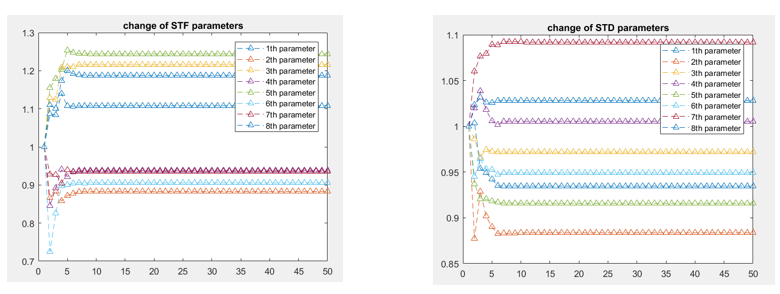 change of STF parameters
1.3
1.2
1.1
1
0.9
0.8
0.7
0
5
10
15
20
25
30
35
40
45
50
1th parameter
2th parameter
3th parameter
4th parameter
5th parameter
6th parameter
7th parameter
8th parameter
change of STD parameters
1.1
1.05
1
0.95
0.9
0.85
0
5
10
15
20
25
30
35
40
45
50
1th parameter
2th parameter
3th parameter
4th parameter
5th parameter
6th parameter
7th parameter
8th parameter